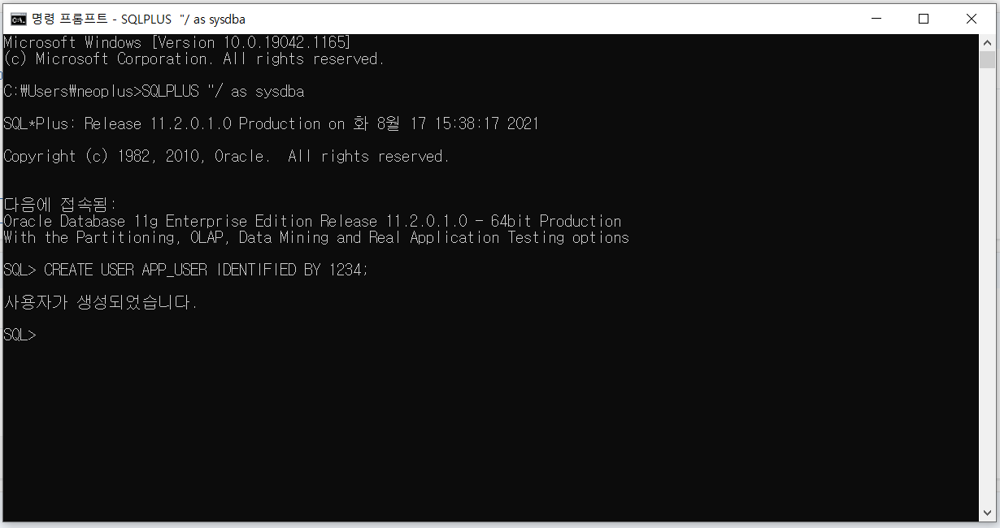 명령 프롬프트 - SQLPLUS  "/ as sysdba
Microsoft Windows [Version 10.0.19042.1165]
(c) Microsoft Corporation. All rights reserved.
C:₩Users₩neoplus>SQLPLUS "/ as sysdba
SQL*Plus: Release 11.2.0.1.0 Production on 화 8월 17 15:38:17 2021
Copyright (c) 1982, 2010, Oracle.  All rights reserved.
다음에 접속됨:
Oracle Database 11g Enterprise Edition Release 11.2.0.1.0 - 64bit Production
With the Partitioning, OLAP, Data Mining and Real Application Testing options
SQL> CREATE USER APP_USER IDENTIFIED BY 1234;
사용자가 생성되었습니다.
SQL>